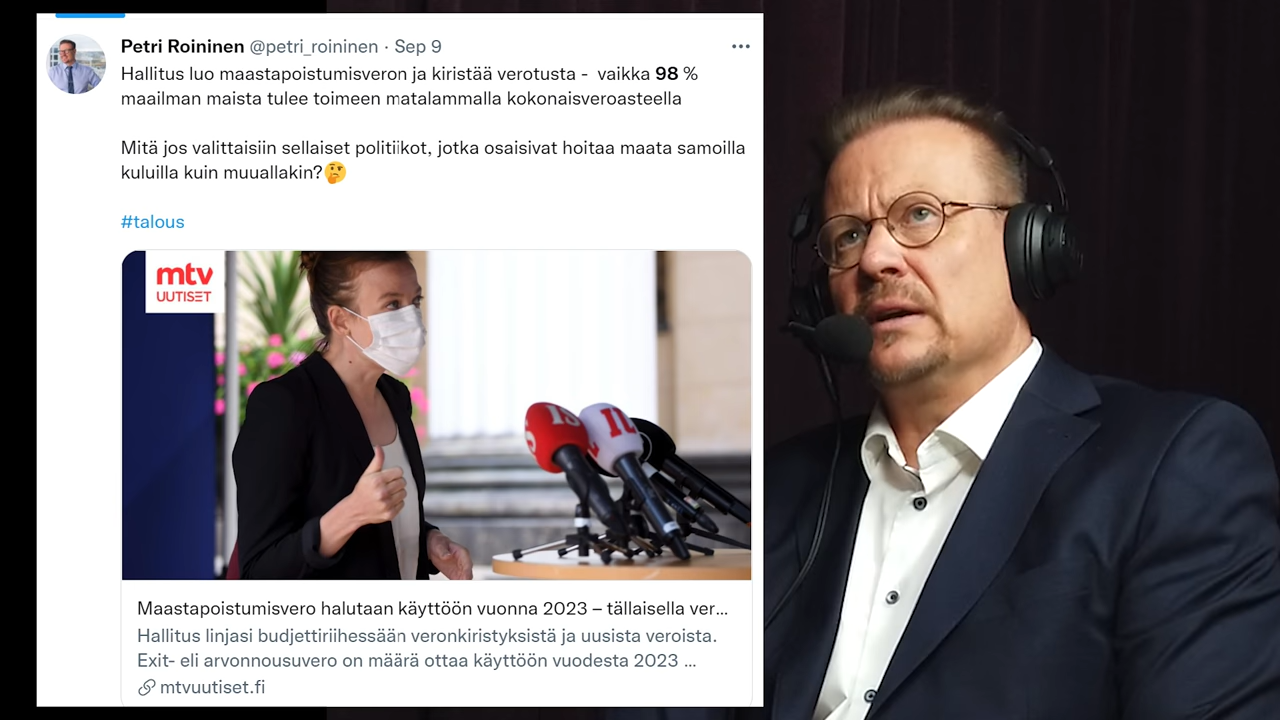 Petri Roininen @petri_roininen · Sep 9
Hallitus luo maastapoistumisveron ja kiristää verotusta - vaikka 98 %
maailman maista tulee toimeen matalammalla kokonaisveroasteella
Mitä jos valittaisiin sellaiset politiikot, jotka osaisivat hoitaa maata samoilla
kuluilla kuin muuallakin?🤔
#talous
mtv
UUTISET
IS
IL
Maastapoistumisvero halutaan käyttöön vuonna 2023 – tällaisella ver...
Hallitus linjasi budjettiriihessään veronkiristyksistä ja uusista veroista.
Exit- eli arvonnousuvero on määrä ottaa käyttöön vuodesta 2023 ...
mtvuutiset.fi